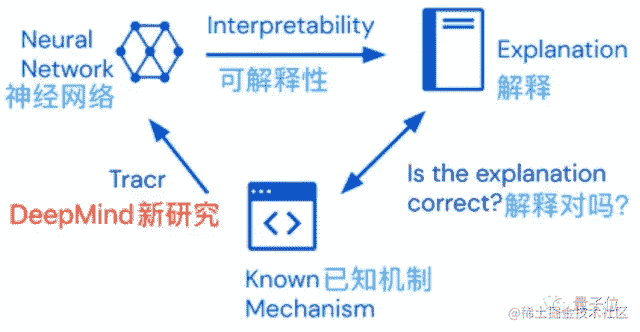 Neural
Network
神经网络
Interpretability
可解释性
Explanation
解释
Tracr
DeepMind新研究
Is the explanation
correct?解释对吗?
Known已知机制
Mechanism
量子位
@稀土掘金技术社区